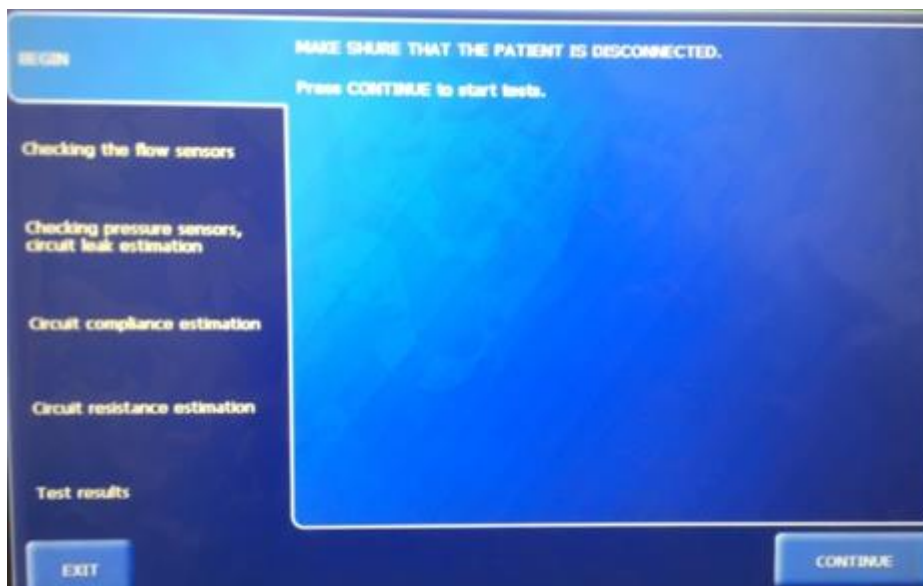 BEGIN
MAKE SHURE THAT THE PATIENT IS DISCONNECTED.
Press CONTINUE to start tests.
Checking the flow sensors
Checking pressure sensors,
circuit leak estimation
Circuit compliance estimation
Circuit resistance estimation
Test results
EXIT
CONTINUE